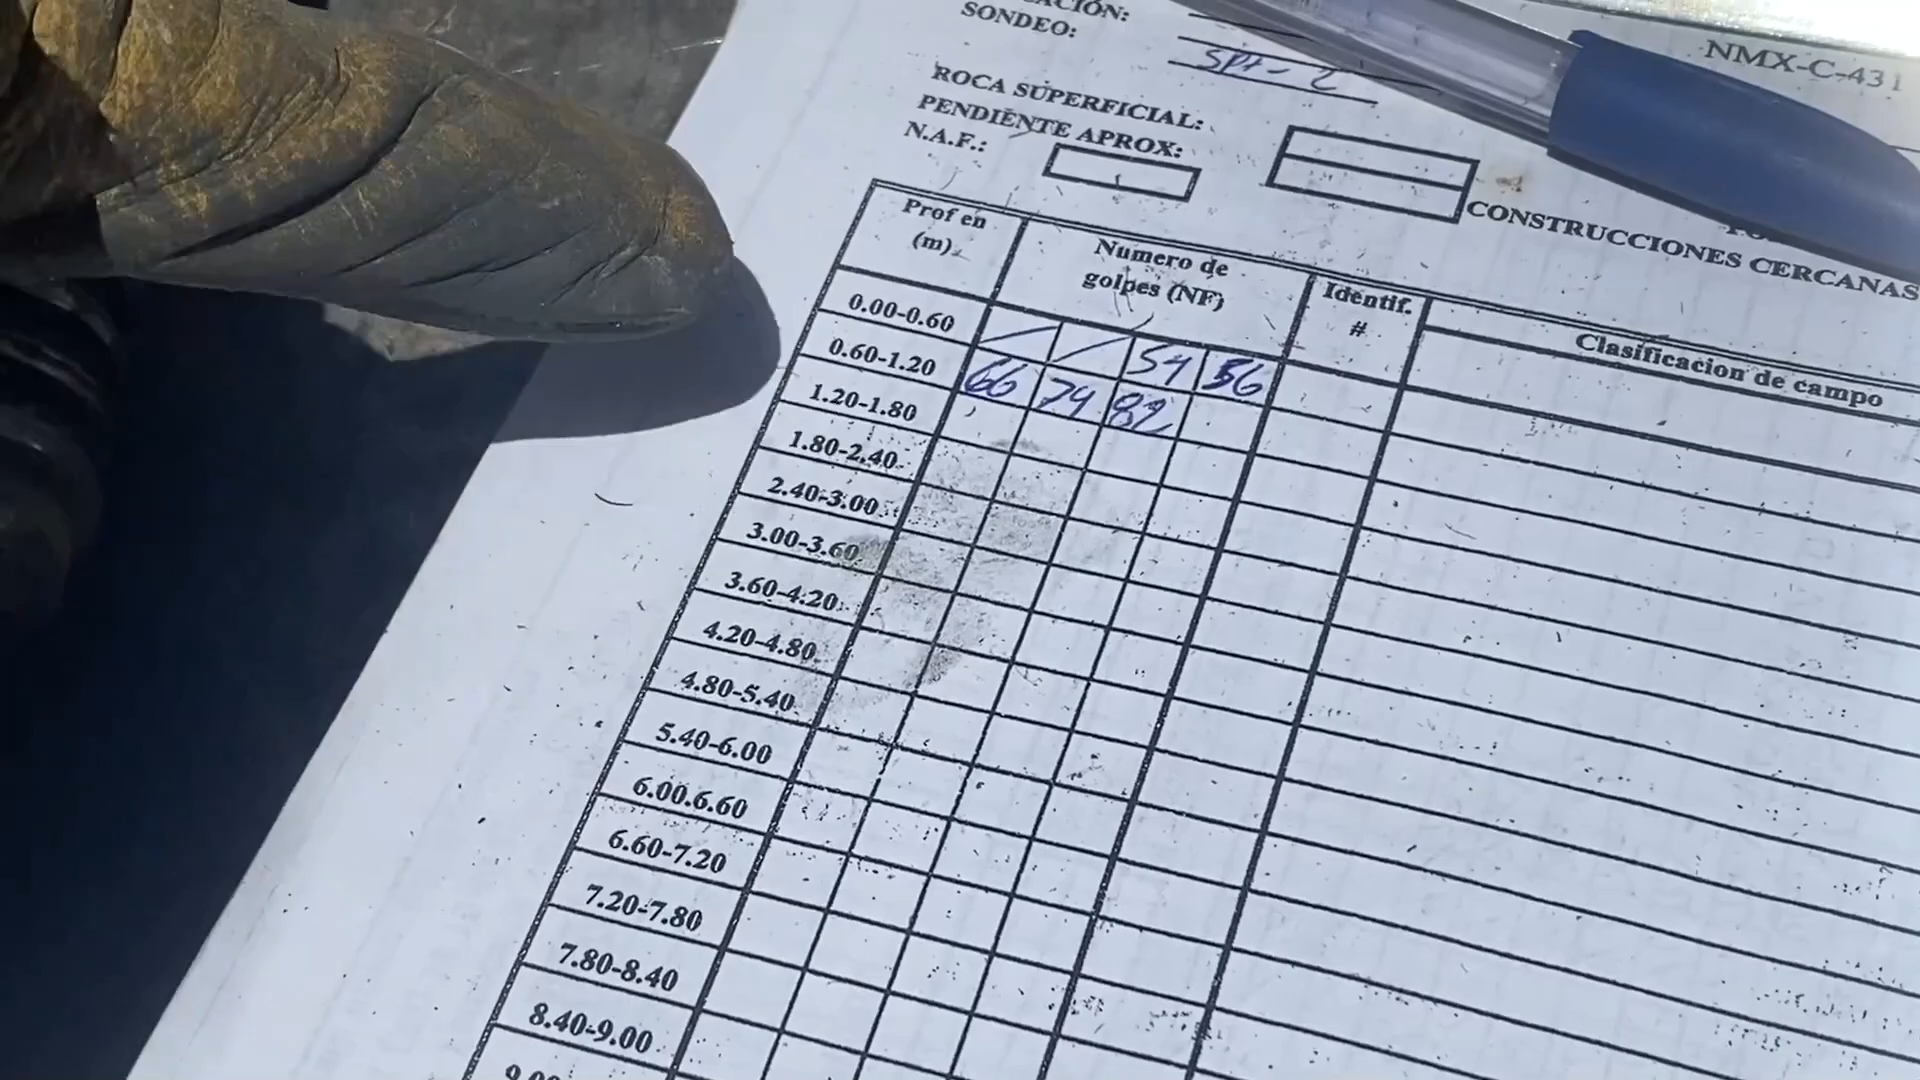 SONDEO: SPT-2
NMX-C-431
ROCA SUPERFICIAL:
PENDIENTE APROX:
N.A.F.:
CONSTRUCCIONES CERCANAS
Prof en (m)
Numero de golpes (NF)
Identif. #
Clasificacion de campo
0.00-0.60 / / 54 56
0.60-1.20 66 74 82
1.20-1.80
1.80-2.40
2.40-3.00
3.00-3.60
3.60-4.20
4.20-4.80
4.80-5.40
5.40-6.00
6.00.6.60
6.60-7.20
7.20-7.80
7.80-8.40
8.40-9.00